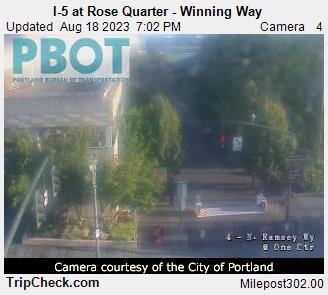 I-5 at Rose Quarter - Winning Way
Updated Aug 18 2023 7:02 PM Camera 4
PBOT
PORTLAND BUREAU OF TRANSPORTATION
4 - N. Ramsey Wy
@ One Ctr
Camera courtesy of the City of Portland
TripCheck.com Milepost302.00